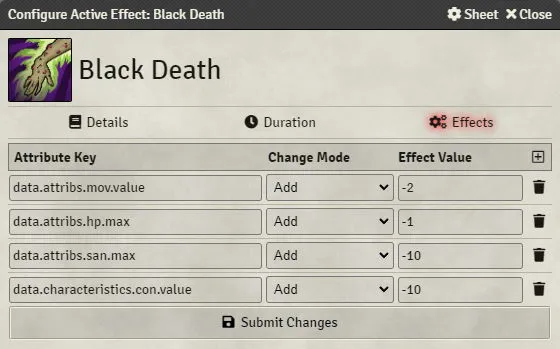 Configure Active Effect: Black Death Sheet Close
Black Death
Details Duration Effects
Attribute Key Change Mode Effect Value
data.attribs.mov.value Add -2
data.attribs.hp.max Add -1
data.attribs.san.max Add -10
data.characteristics.con.value Add -10
Submit Changes